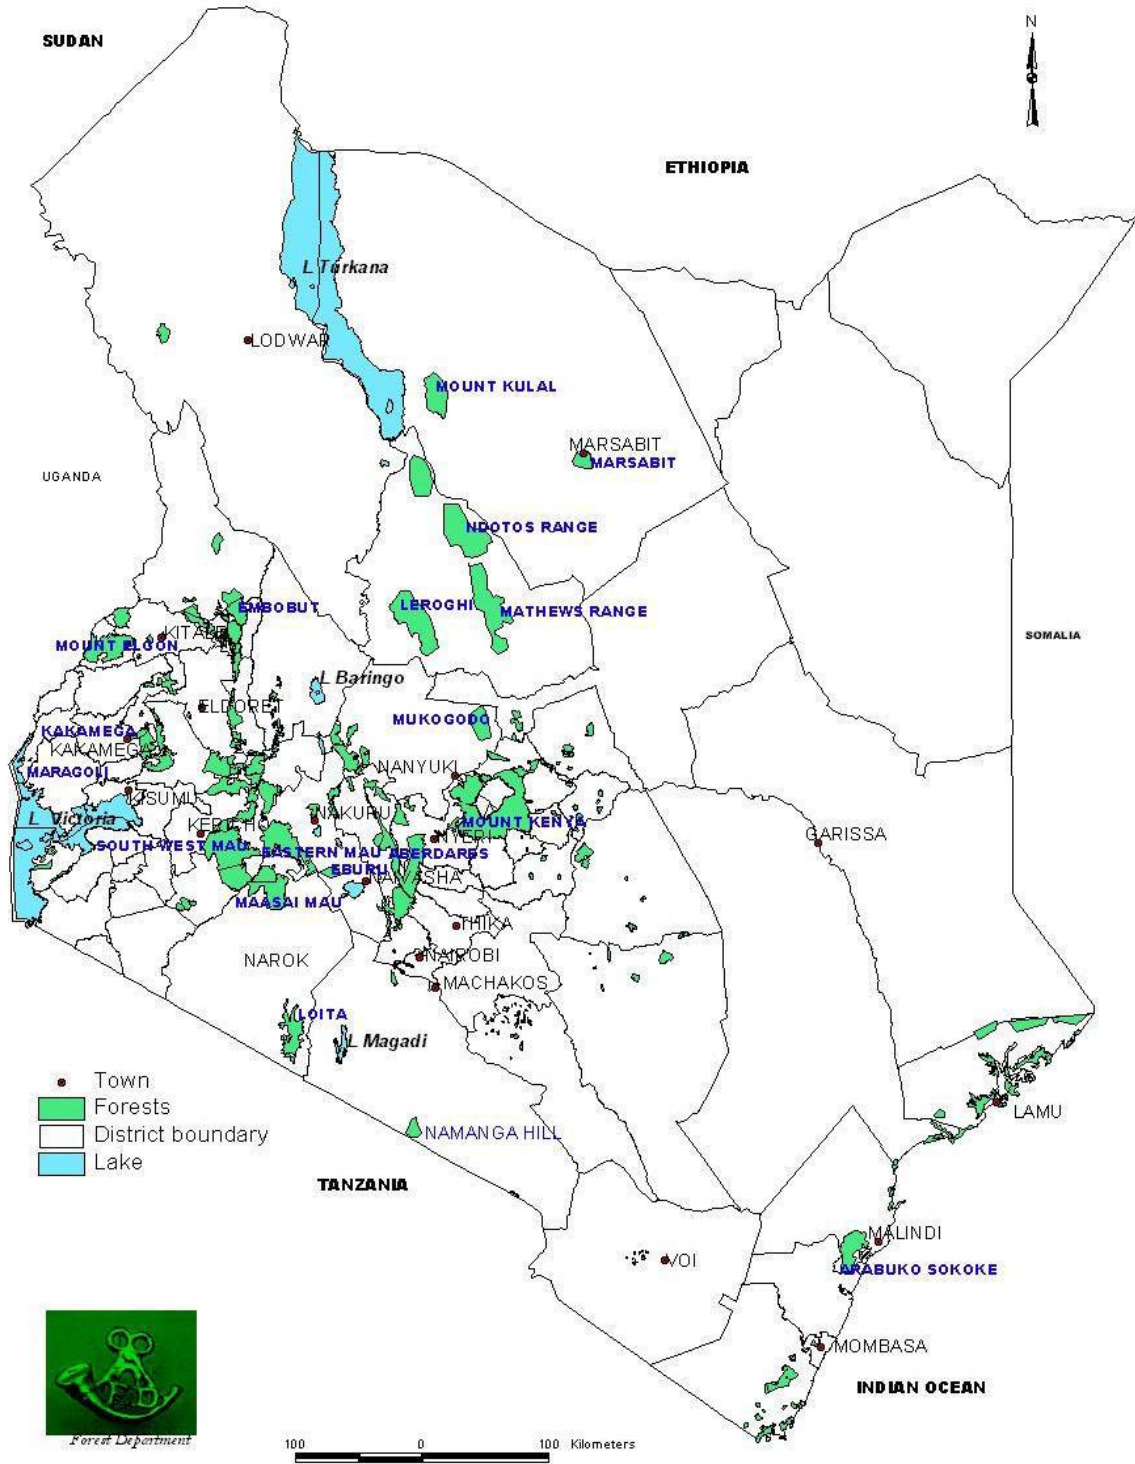 SUDAN
N
ETHIOPIA
L Turkana
LODWAR
MOUNT KULAL
MARSABIT
MARSABIT
UGANDA
NDOTOS RANGE
EMBOBUT
LEROGHI
MATHEWS RANGE
KITALE
MOUNT ELGON
SOMALIA
L Baringo
ELDORET
MUKOGODO
KAKAMEGA
KAKAMEGA
NANYUKI
MARAGOLI
KISUMU
L Victoria
NAKURU
KERICHO
MOUNT KENYA
NYERI
GARISSA
SOUTH WEST MAU
EASTERN MAU
ABERDARES
EBURU
NAIVASHA
MAASAI MAU
THIKA
NAROK
NAIROBI
MACHAKOS
LOITA
L Magadi
Town
Forests
District boundary
Lake
LAMU
NAMANGA HILL
TANZANIA
MALINDI
VOI
ARABUKO SOKOKE
MOMBASA
INDIAN OCEAN
Forest Department
100 0 100 Kilometers